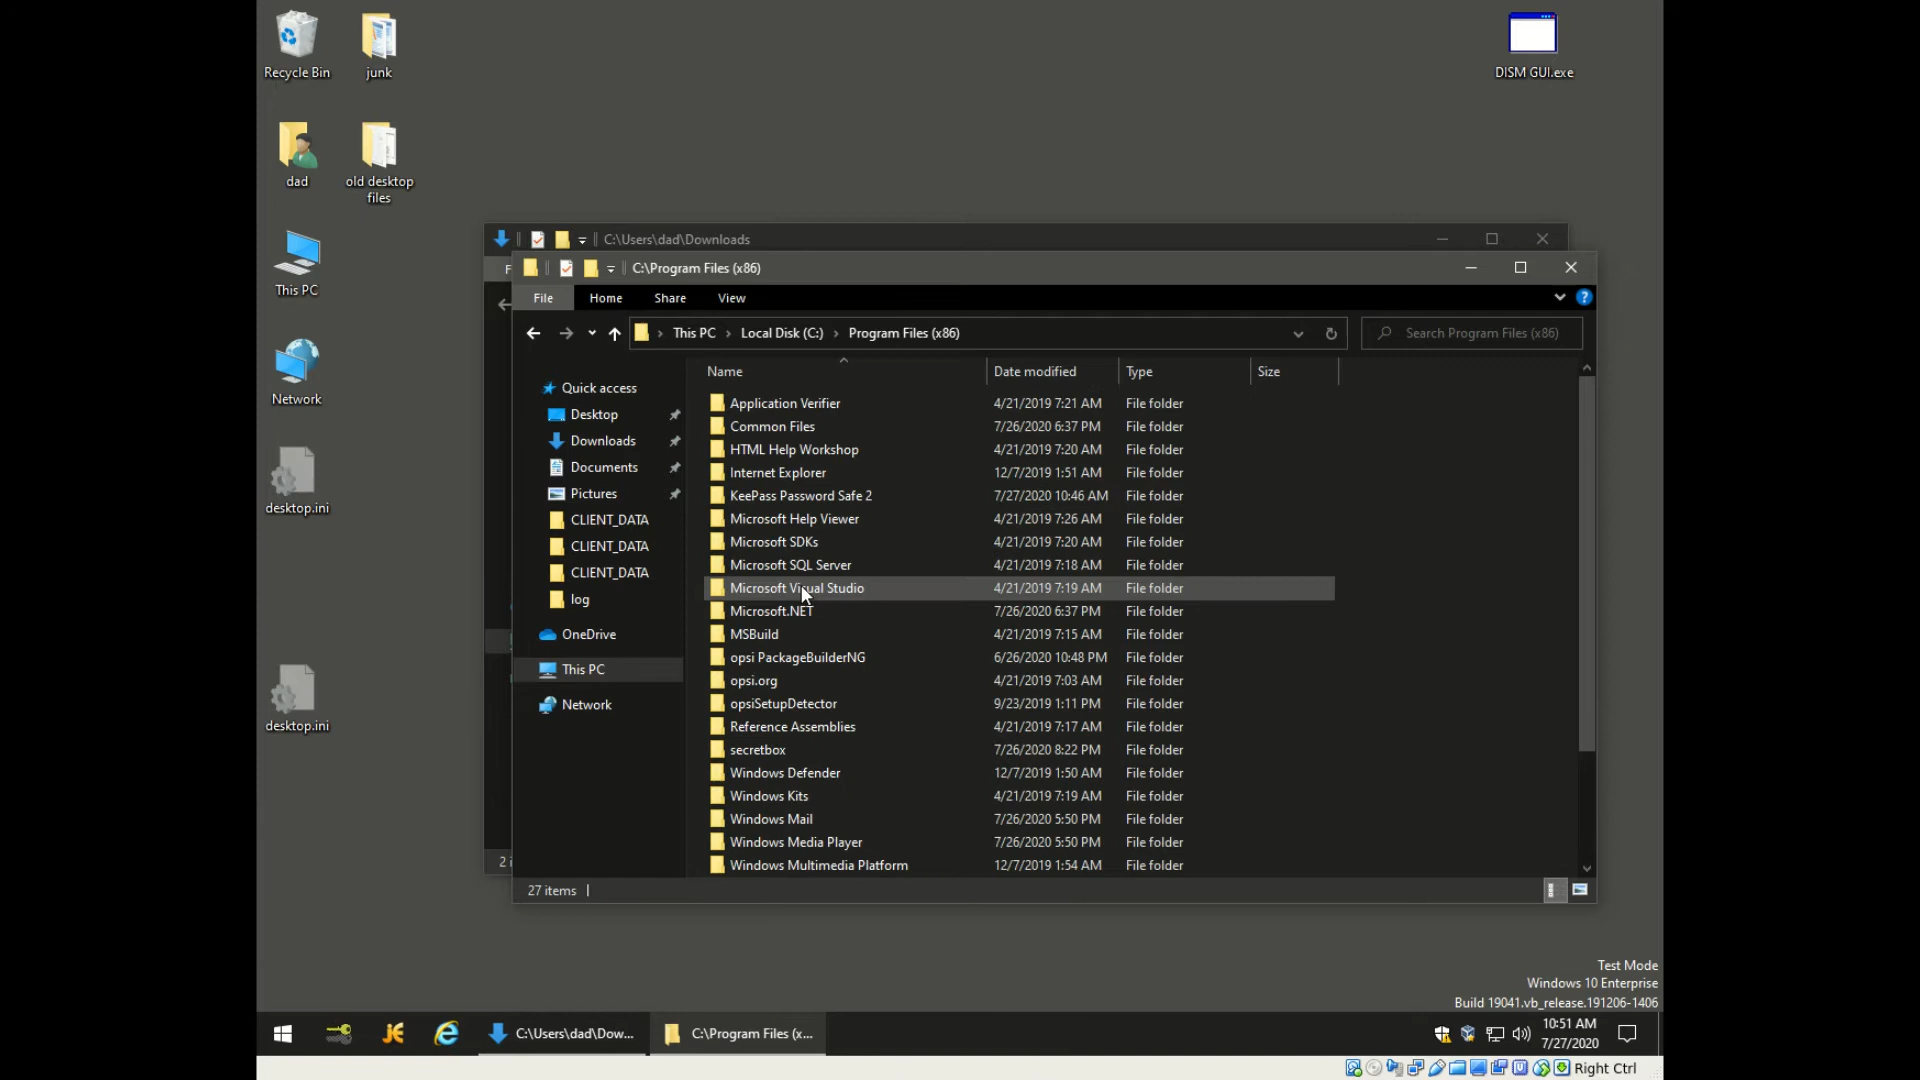 Recycle Bin
junk
DISM GUI.exe
dad
old desktop
files
This PC
Network
desktop.ini
desktop.ini
C:\Users\dad\Downloads
F
C:\Program Files (x86)
File Home Share View
This PC Local Disk (C:) Program Files (x86)
Search Program Files (x86)
Name Date modified Type Size
Quick access
Desktop
Downloads
Documents
Pictures
CLIENT_DATA
CLIENT_DATA
CLIENT_DATA
log
OneDrive
This PC
Network
Application Verifier 4/21/2019 7:21 AM File folder
Common Files 7/26/2020 6:37 PM File folder
HTML Help Workshop 4/21/2019 7:20 AM File folder
Internet Explorer 12/7/2019 1:51 AM File folder
KeePass Password Safe 2 7/27/2020 10:46 AM File folder
Microsoft Help Viewer 4/21/2019 7:26 AM File folder
Microsoft SDKs 4/21/2019 7:20 AM File folder
Microsoft SQL Server 4/21/2019 7:18 AM File folder
Microsoft Visual Studio 4/21/2019 7:19 AM File folder
Microsoft.NET 7/26/2020 6:37 PM File folder
MSBuild 4/21/2019 7:15 AM File folder
opsi PackageBuilderNG 6/26/2020 10:48 PM File folder
opsi.org 4/21/2019 7:03 AM File folder
opsiSetupDetector 9/23/2019 1:11 PM File folder
Reference Assemblies 4/21/2019 7:17 AM File folder
secretbox 7/26/2020 8:22 PM File folder
Windows Defender 12/7/2019 1:50 AM File folder
Windows Kits 4/21/2019 7:19 AM File folder
Windows Mail 7/26/2020 5:50 PM File folder
Windows Media Player 7/26/2020 5:50 PM File folder
Windows Multimedia Platform 12/7/2019 1:54 AM File folder
2 i
27 items
Test Mode
Windows 10 Enterprise
Build 19041.vb_release.191206-1406
C:\Users\dad\Dow...
C:\Program Files (x...
10:51 AM
7/27/2020
Right Ctrl